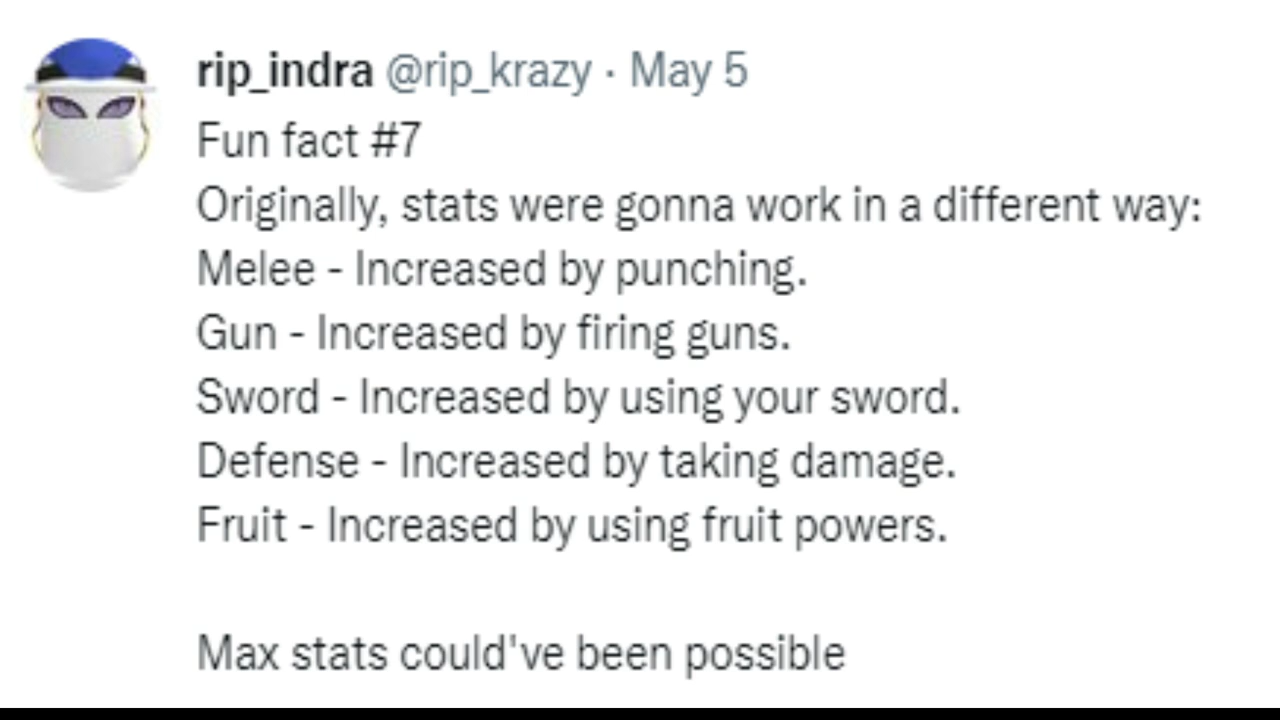 rip_indra @rip_krazy · May 5
Fun fact #7
Originally, stats were gonna work in a different way:
Melee - Increased by punching.
Gun - Increased by firing guns.
Sword - Increased by using your sword.
Defense - Increased by taking damage.
Fruit - Increased by using fruit powers.
Max stats could've been possible